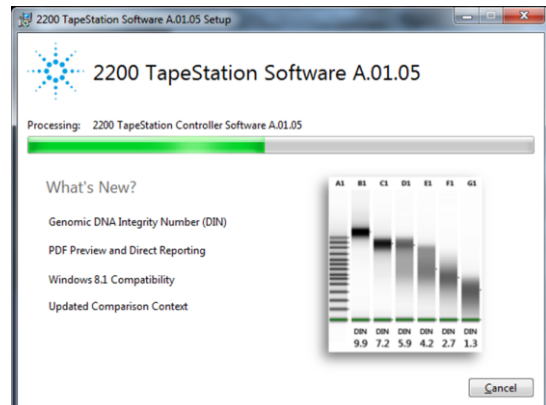 2200 TapeStation Software A.01.05 Setup
2200 TapeStation Software A.01.05
Processing: 2200 TapeStation Controller Software A.01.05
What's New?
Genomic DNA Integrity Number (DIN)
PDF Preview and Direct Reporting
Windows 8.1 Compatibility
Updated Comparison Context
A1 B1 C1 D1 E1 F1 G1
DIN DIN DIN DIN DIN DIN
9.9 7.2 5.9 4.2 2.7 1.3
Cancel